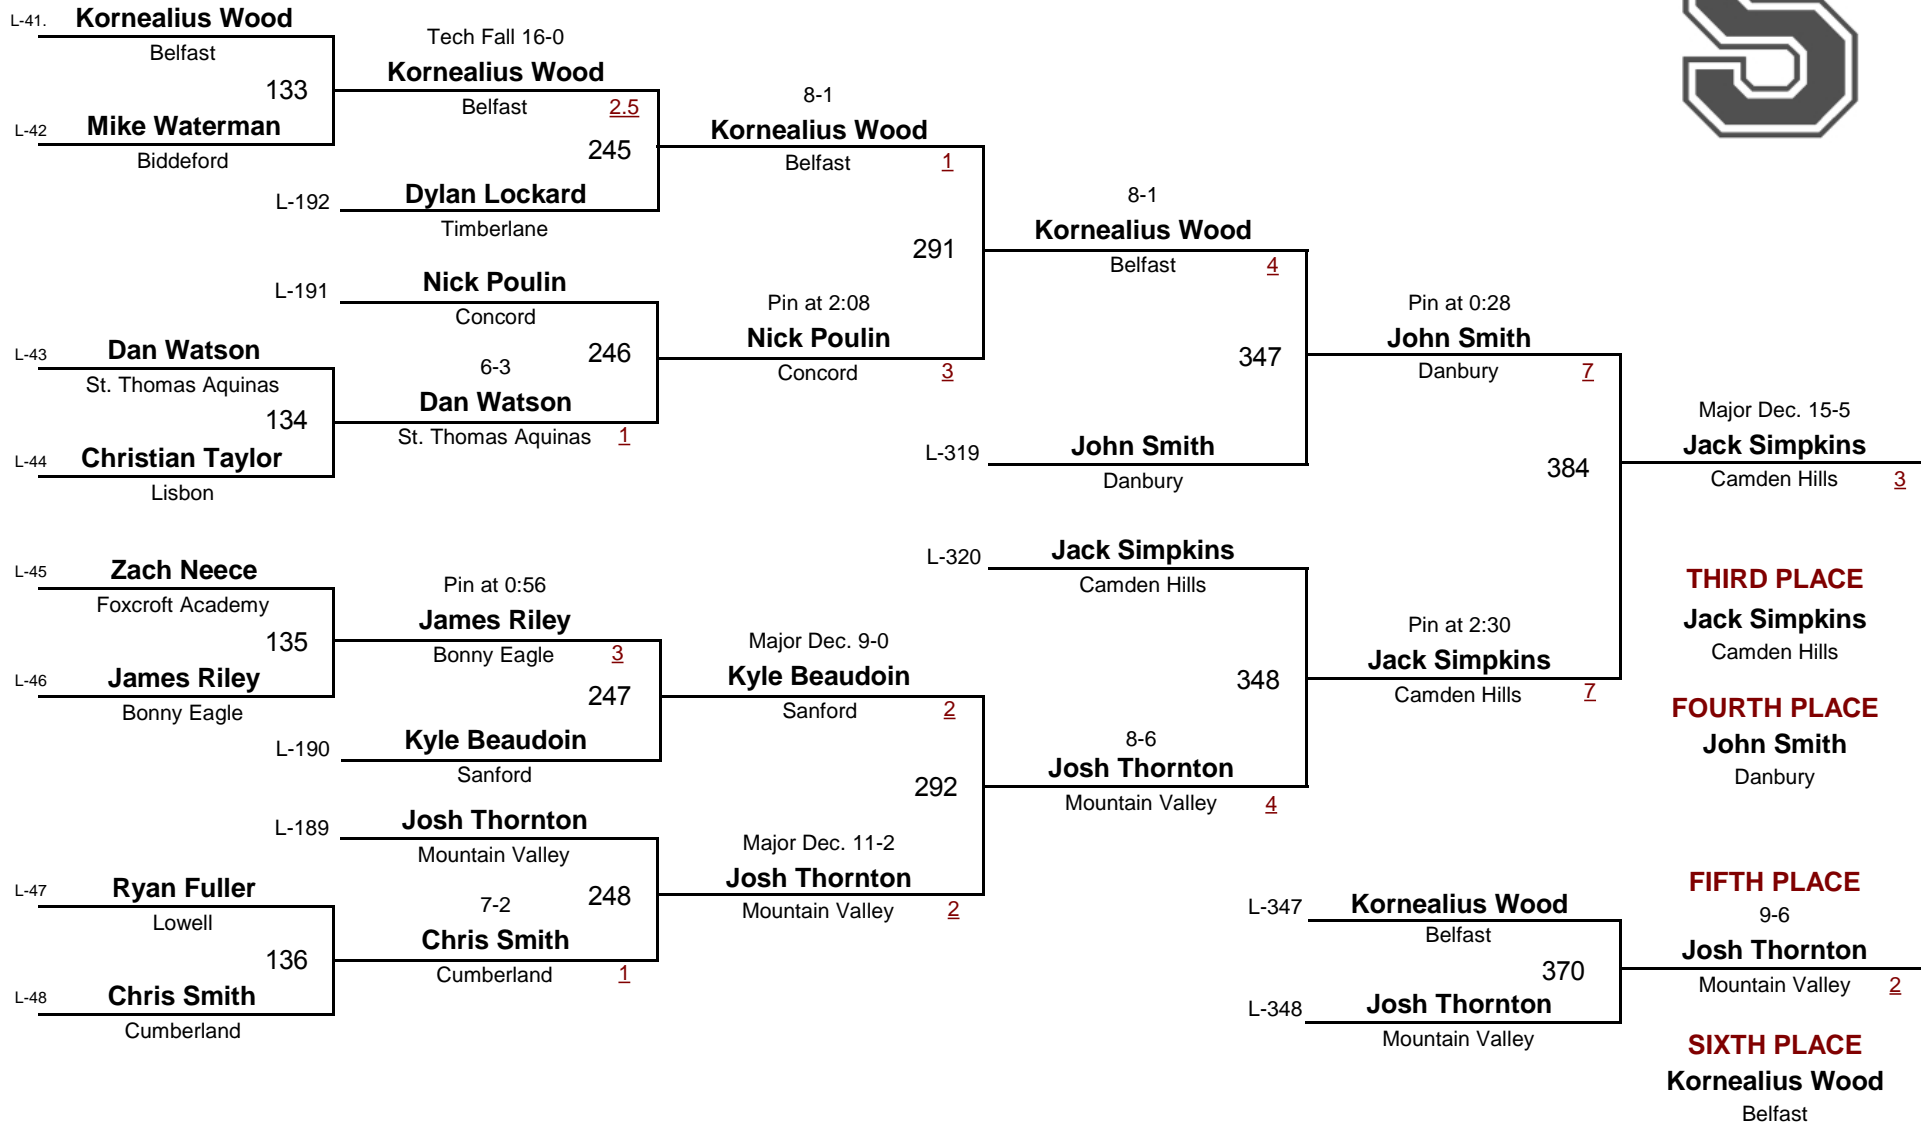 L-41. Kornealius Wood
Belfast
133
L-42 Mike Waterman
Biddeford
Tech Fall 16-0
Kornealius Wood
Belfast 2.5
245
L-192 Dylan Lockard
Timberlane
8-1
Kornealius Wood
Belfast 1
L-191 Nick Poulin
Concord
246
L-43 Dan Watson
St. Thomas Aquinas
134
L-44 Christian Taylor
Lisbon
6-3
Dan Watson
St. Thomas Aquinas 1
Pin at 2:08
Nick Poulin
Concord 3
291
8-1
Kornealius Wood
Belfast 4
347
L-319 John Smith
Danbury
Pin at 0:28
John Smith
Danbury 7
384
Major Dec. 15-5
Jack Simpkins
Camden Hills 3
L-45 Zach Neece
Foxcroft Academy
135
L-46 James Riley
Bonny Eagle
Pin at 0:56
James Riley
Bonny Eagle 3
247
L-190 Kyle Beaudoin
Sanford
Major Dec. 9-0
Kyle Beaudoin
Sanford 2
L-189 Josh Thornton
Mountain Valley
248
L-47 Ryan Fuller
Lowell
136
L-48 Chris Smith
Cumberland
7-2
Chris Smith
Cumberland 1
Major Dec. 11-2
Josh Thornton
Mountain Valley 2
292
L-320 Jack Simpkins
Camden Hills
348
8-6
Josh Thornton
Mountain Valley 4
Pin at 2:30
Jack Simpkins
Camden Hills 7
THIRD PLACE
Jack Simpkins
Camden Hills
FOURTH PLACE
John Smith
Danbury
L-347 Kornealius Wood
Belfast
370
L-348 Josh Thornton
Mountain Valley
FIFTH PLACE
9-6
Josh Thornton
Mountain Valley 2
SIXTH PLACE
Kornealius Wood
Belfast